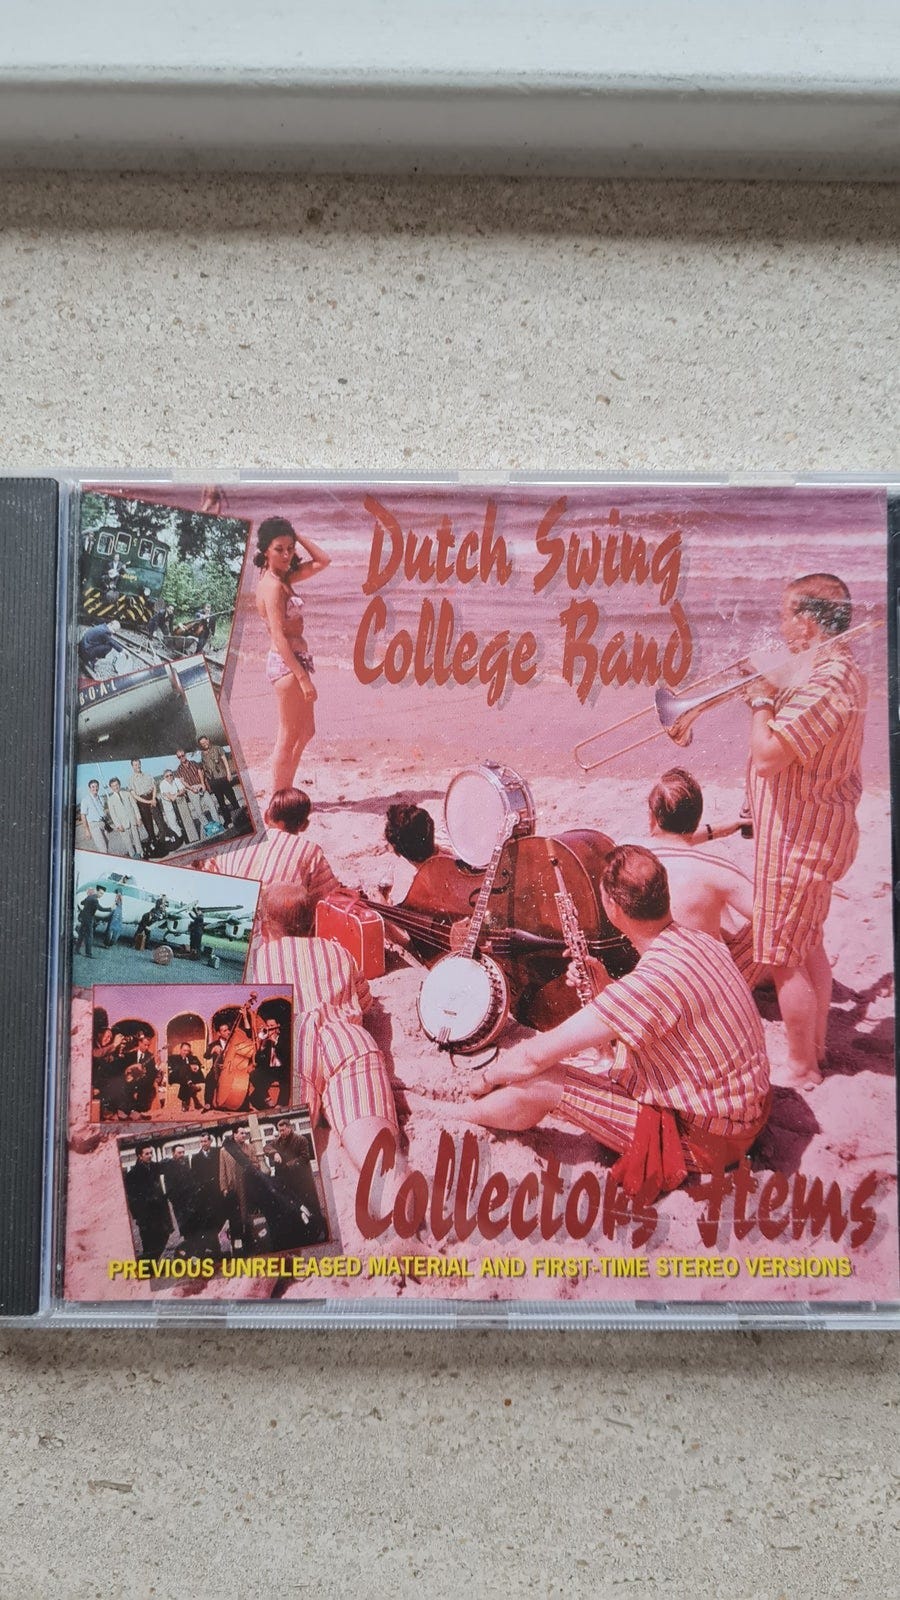 Dutch Swing
College Band
B·O·A·C
Collectors Items
PREVIOUS UNRELEASED MATERIAL AND FIRST-TIME STEREO VERSIONS